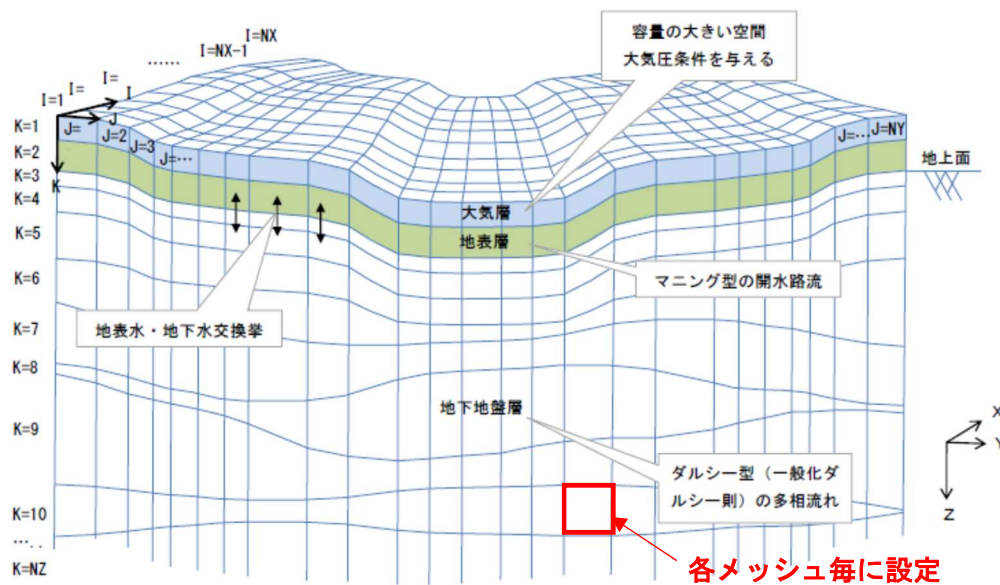 I=NX
I=NX-1
……
I=
I=
I=1
I
J
K
K=1
K=2
K=3
K=4
K=5
K=6
K=7
K=8
K=9
K=10
…‥
K=NZ
J=
J=2
J=3
J=…
J=…
J=NY
容量の大きい空間
大気圧条件を与える
地上面
大気層
地表層
マニング型の開水路流
地表水・地下水交換挙
地下地盤層
ダルシー型(一般化ダ
ルシー則)の多相流れ
X
Y
Z
各メッシュ毎に設定